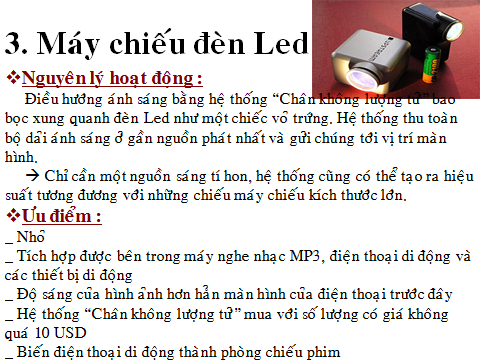 3. Máy chiếu đèn Led
❖Nguyên lý hoạt động :
Điều hướng ánh sáng bằng hệ thống “Chân không lượng tử” bao
bọc xung quanh đèn Led như một chiếc vỏ trứng. Hệ thống thu toàn
bộ dải ánh sáng ở gần nguồn phát nhất và gửi chúng tới vị trí màn
hình.
→ Chỉ cần một nguồn sáng tí hon, hệ thống cũng có thể tạo ra hiệu
suất tương đương với những chiếu máy chiếu kích thước lớn.
❖Ưu điểm :
_ Nhỏ
_ Tích hợp được bên trong máy nghe nhạc MP3, điện thoại di động và
các thiết bị di động
_ Độ sáng của hình ảnh hơn hẳn màn hình của điện thoại trước đây
_ Hệ thống “Chân không lượng tử” mua với số lượng có giá không
quá 10 USD
_ Biến điện thoại di động thành phòng chiếu phim